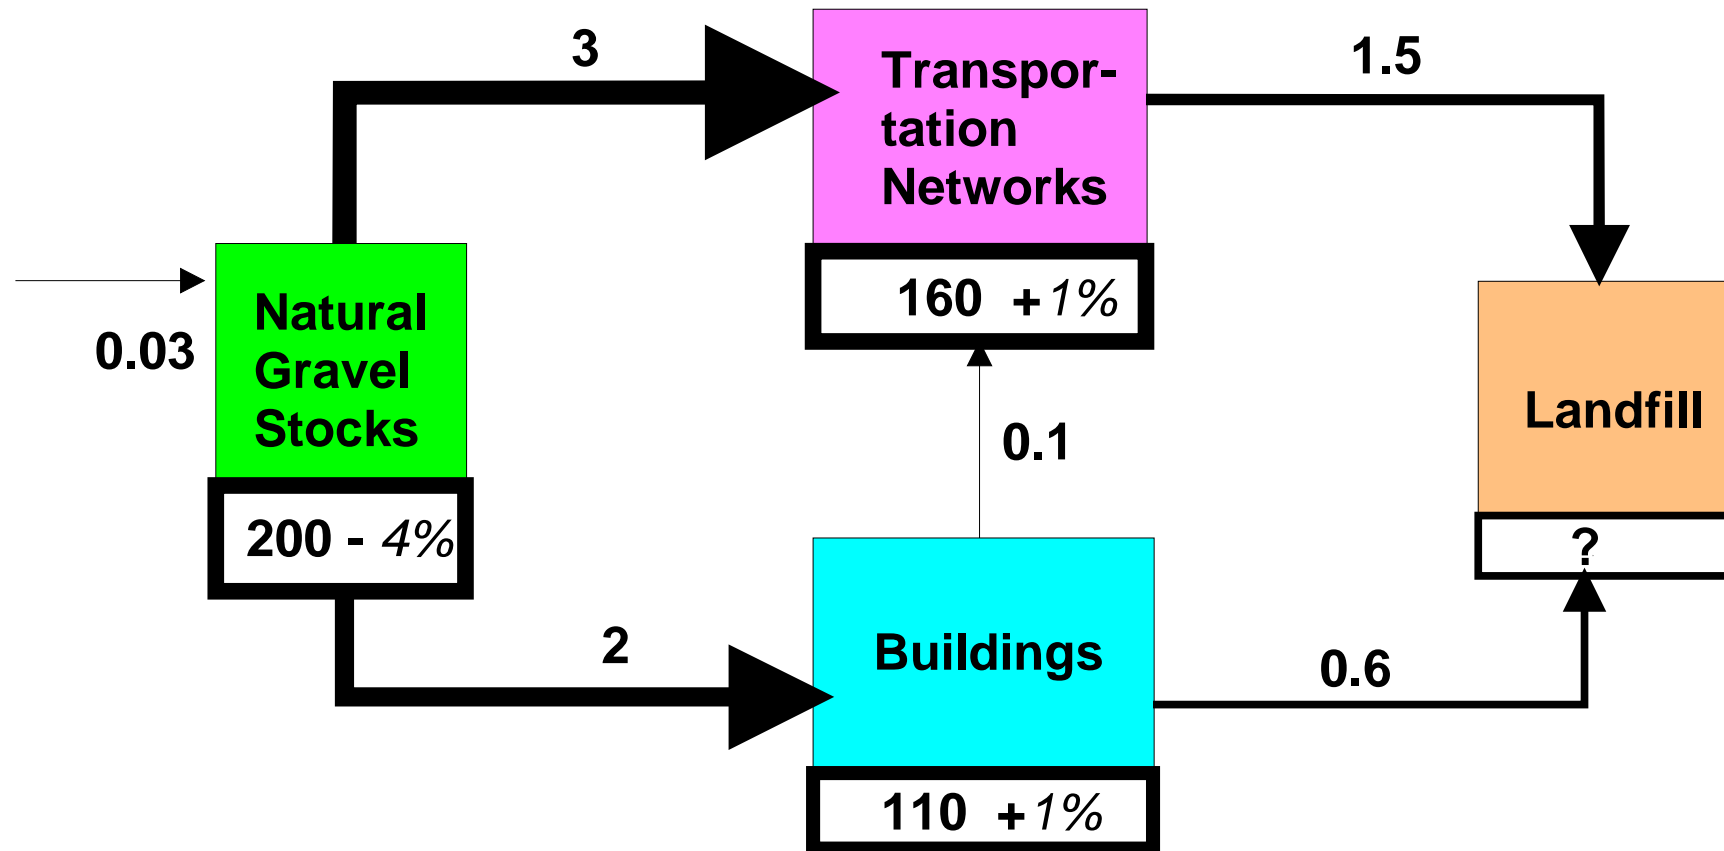 3
Transpor-
tation
Networks
1.5
160 +1%
0.03
Natural
Gravel
Stocks
200 - 4%
0.1
Landfill
?
2
Buildings
0.6
110 +1%